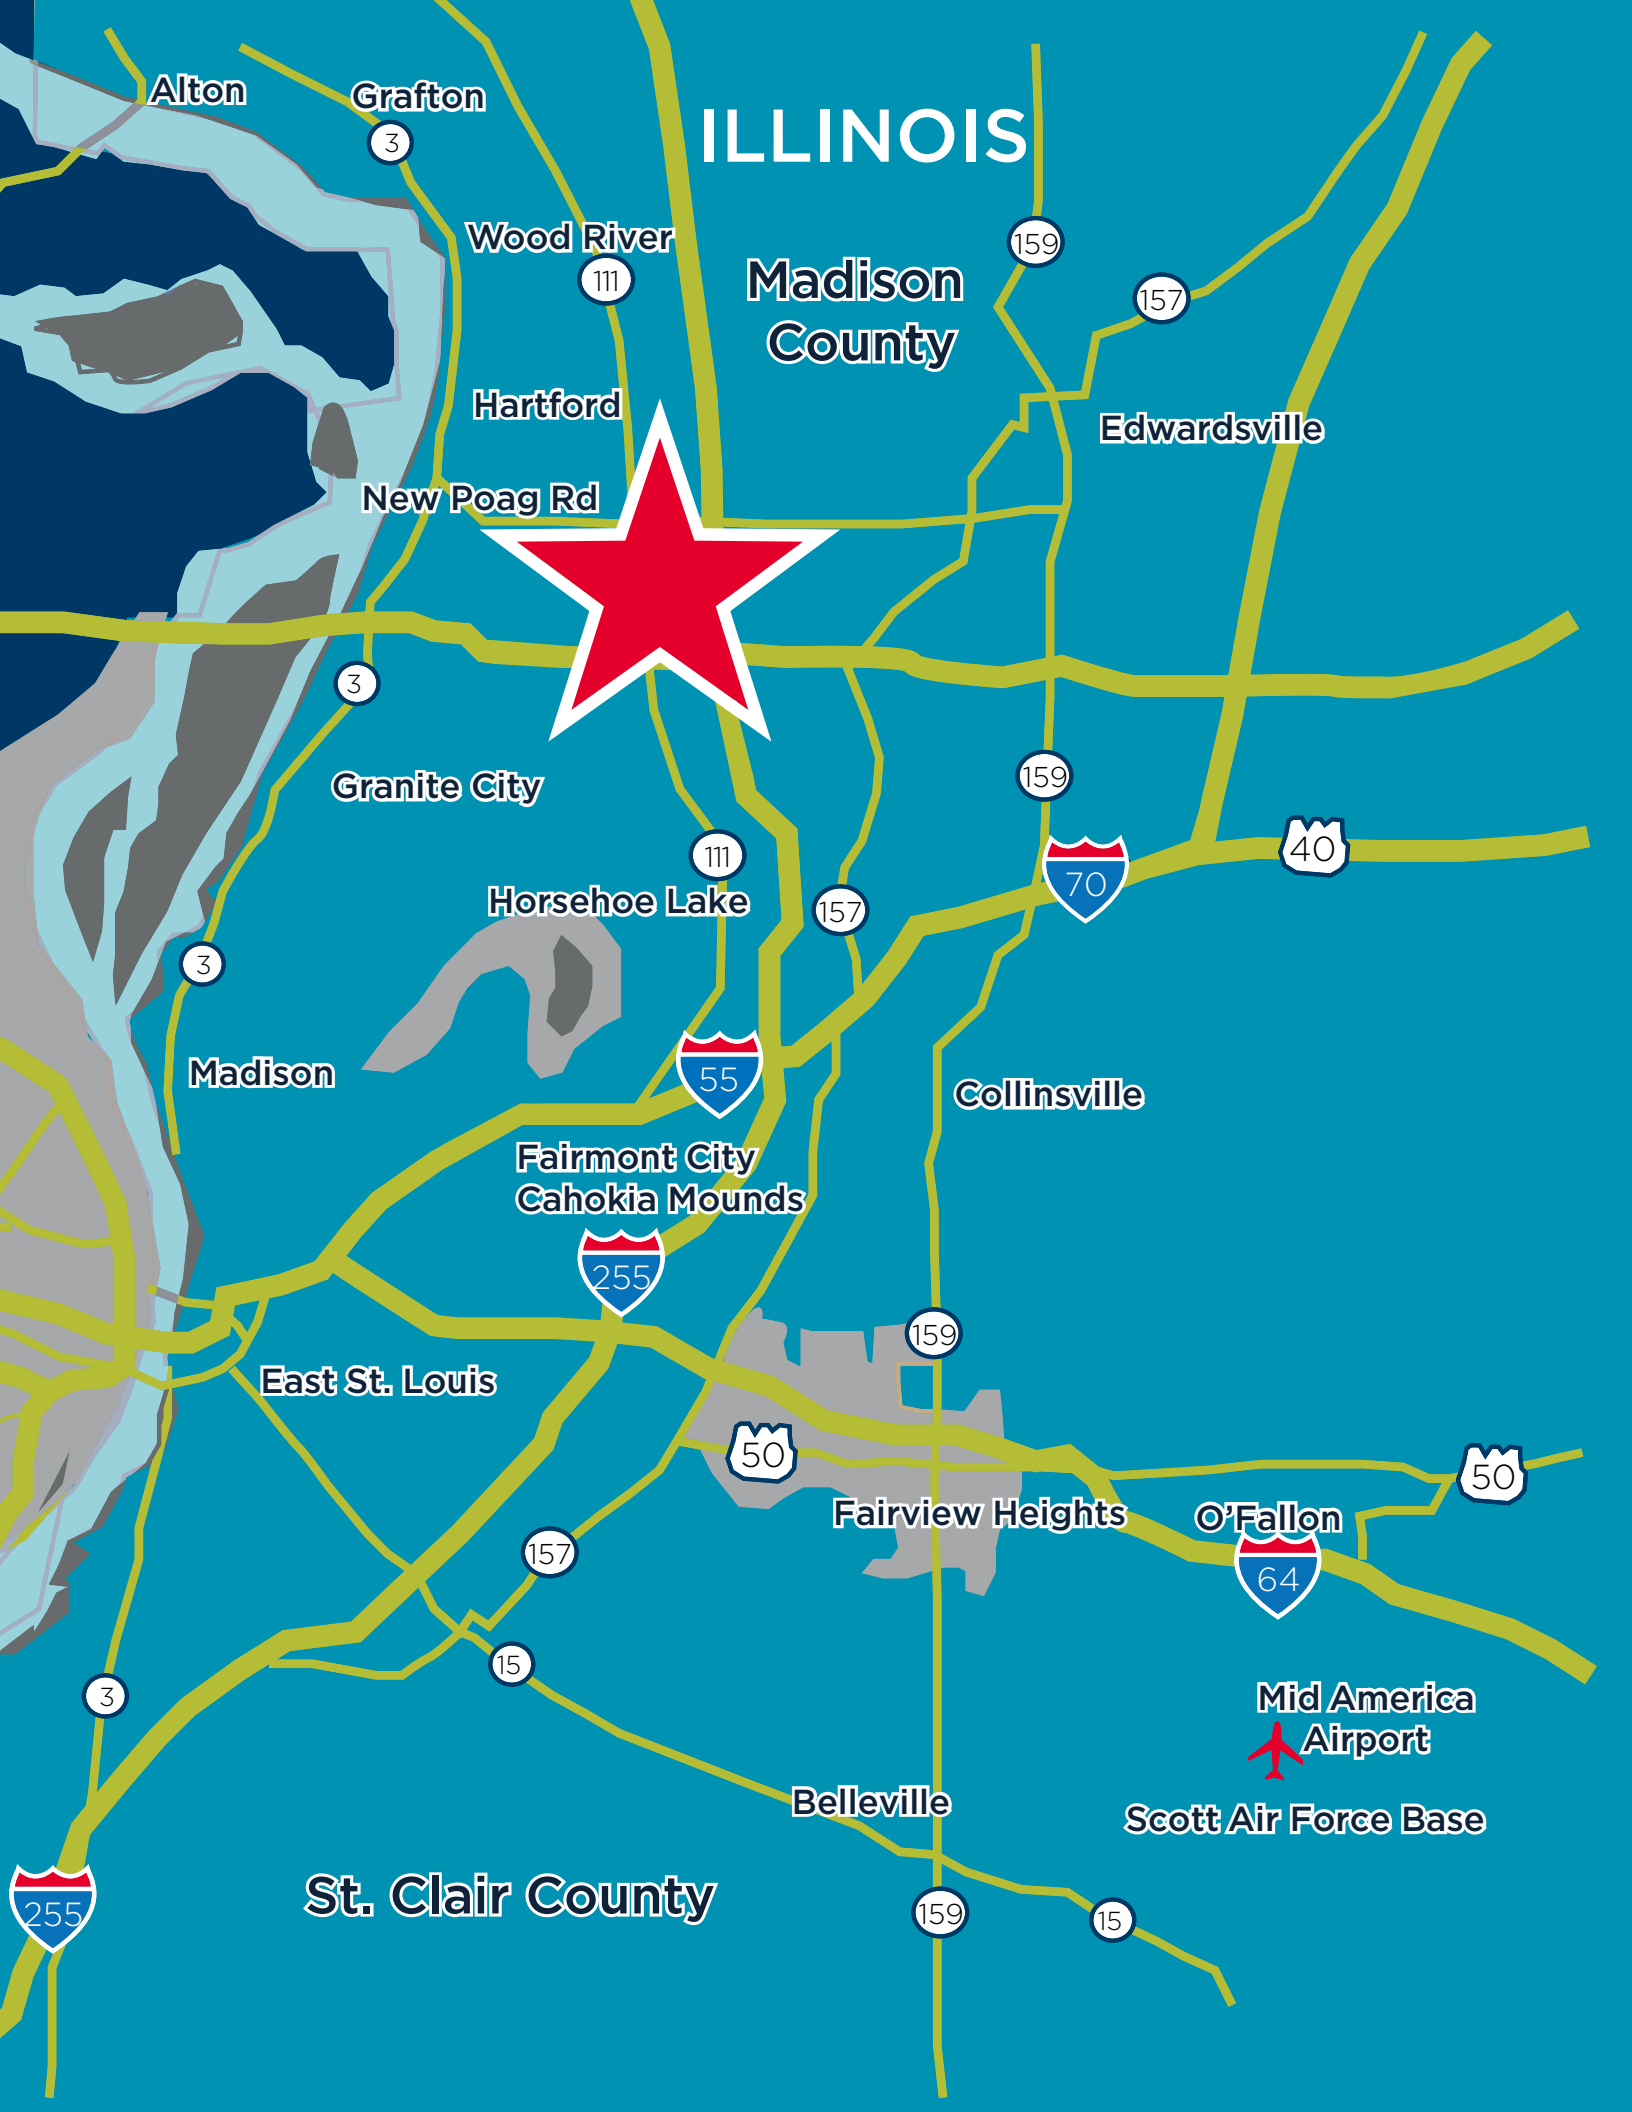 Alton
Grafton
3
ILLINOIS
Wood River
111
159
Madison
County
157
Hartford
Edwardsville
New Poag Rd
3
Granite City
159
111
40
70
Horsehoe Lake
157
3
Madison
55
Collinsville
Fairmont City
Cahokia Mounds
255
159
East St. Louis
50
50
Fairview Heights
O'Fallon
157
64
15
3
Mid America
Airport
Belleville
Scott Air Force Base
St. Clair County
255
159
15